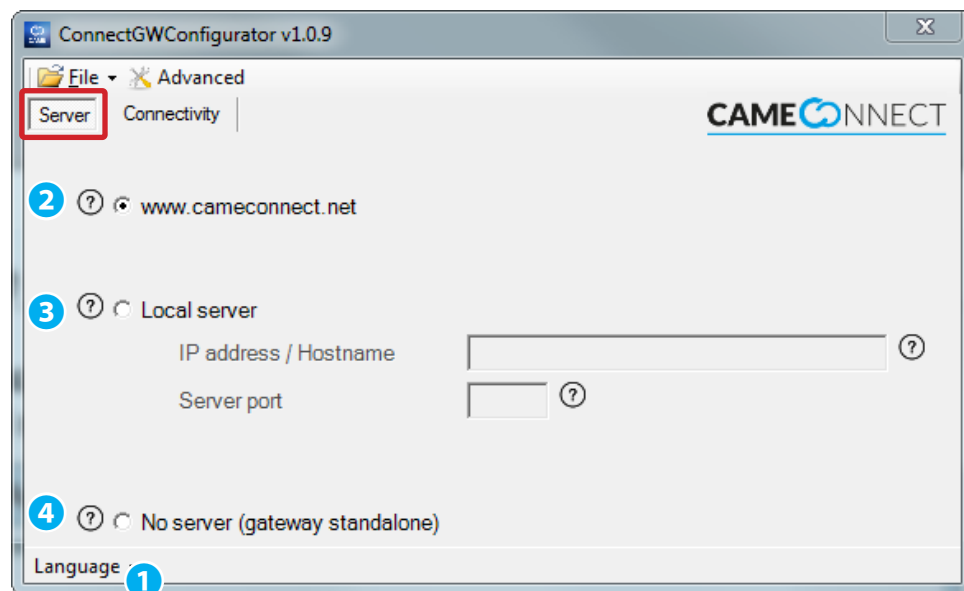 ConnectGWConfigurator v1.0.9
File Advanced
Server Connectivity
CAMECONNECT
2 ? www.cameconnect.net
3 ? Local server
IP address / Hostname ?
Server port ?
4 ? No server (gateway standalone)
Language
1